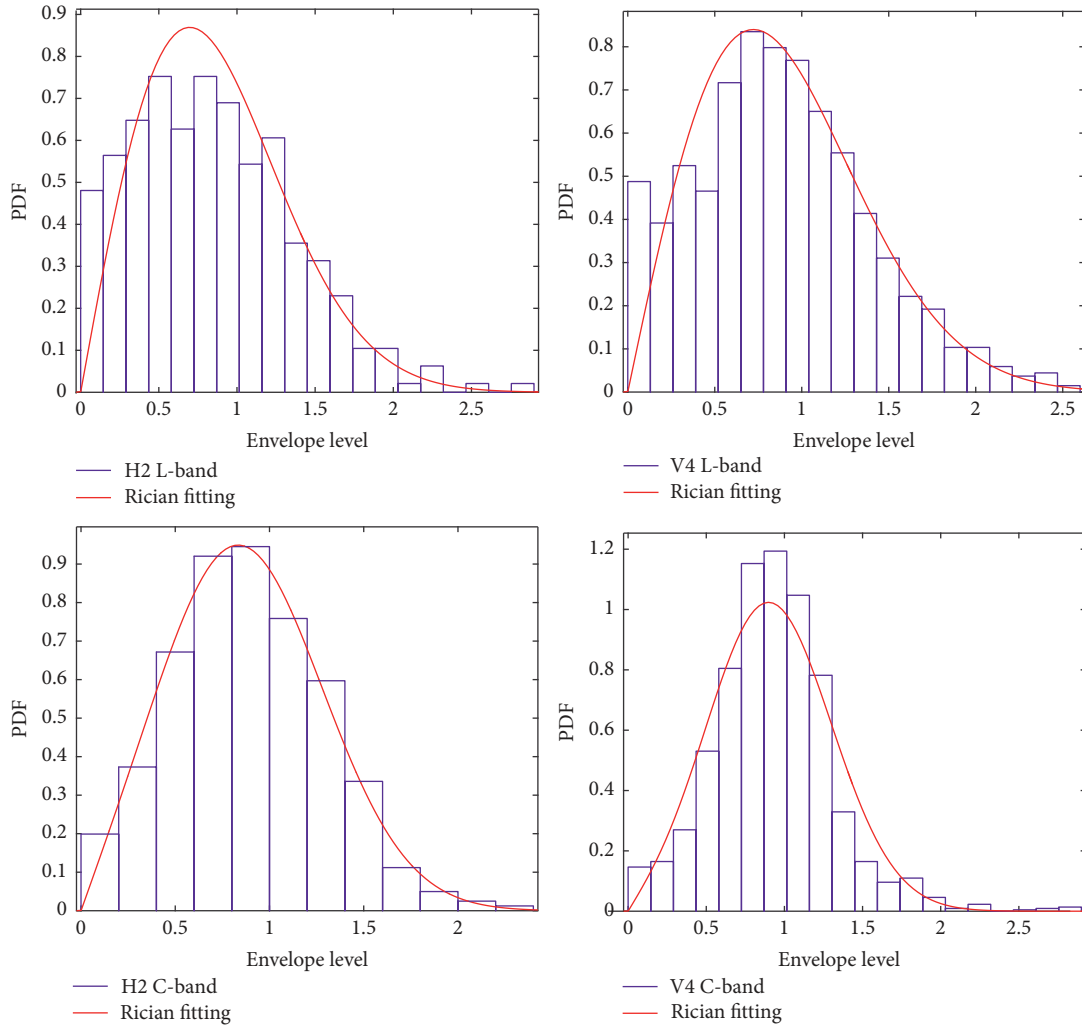 0.9
0.8
0.7
0.6
0.5
0.4
0.3
0.2
0.1
0
PDF
0 0.5 1 1.5 2 2.5
Envelope level
H2 L-band
Rician fitting
0.8
0.7
0.6
0.5
0.4
0.3
0.2
0.1
0
PDF
0 0.5 1 1.5 2 2.5
Envelope level
V4 L-band
Rician fitting
0.9
0.8
0.7
0.6
0.5
0.4
0.3
0.2
0.1
0
PDF
0 0.5 1 1.5 2
Envelope level
H2 C-band
Rician fitting
1.2
1
0.8
0.6
0.4
0.2
0
PDF
0 0.5 1 1.5 2 2.5
Envelope level
V4 C-band
Rician fitting